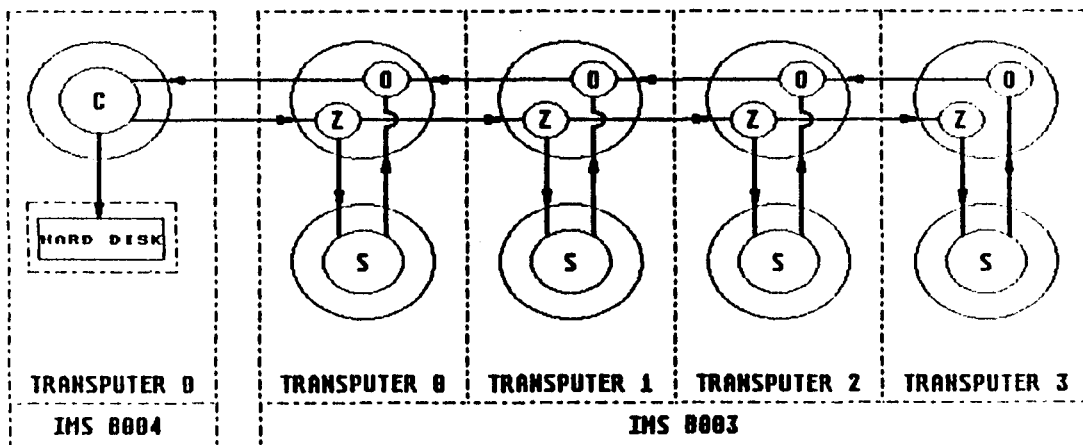 C
O
O
O
O
Z
Z
Z
Z
HARD DISK
S
S
S
S
TRANSPUTER 0
TRANSPUTER 0
TRANSPUTER 1
TRANSPUTER 2
TRANSPUTER 3
IMS B004
IMS B003